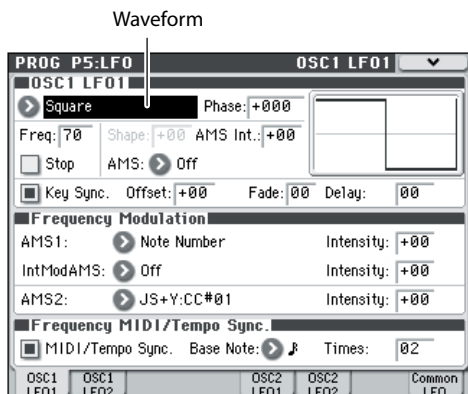 Waveform
PROG P5:LFO OSC1 LFO1
OSC1 LFO1
Square Phase: +000
Freq: 70 Shape: +00 AMS Int.: +00
Stop AMS: Off
Key Sync. Offset: +00 Fade: 00 Delay: 00
Frequency Modulation
AMS1: Note Number Intensity: +00
IntModAMS: Off Intensity: +00
AMS2: JS+Y:CC#01 Intensity: +00
Frequency MIDI/Tempo Sync.
MIDI/Tempo Sync. Base Note: ♪ Times: 02
OSC1 LFO1 OSC1 LFO2 OSC2 LFO1 OSC2 LFO2 Common LFO